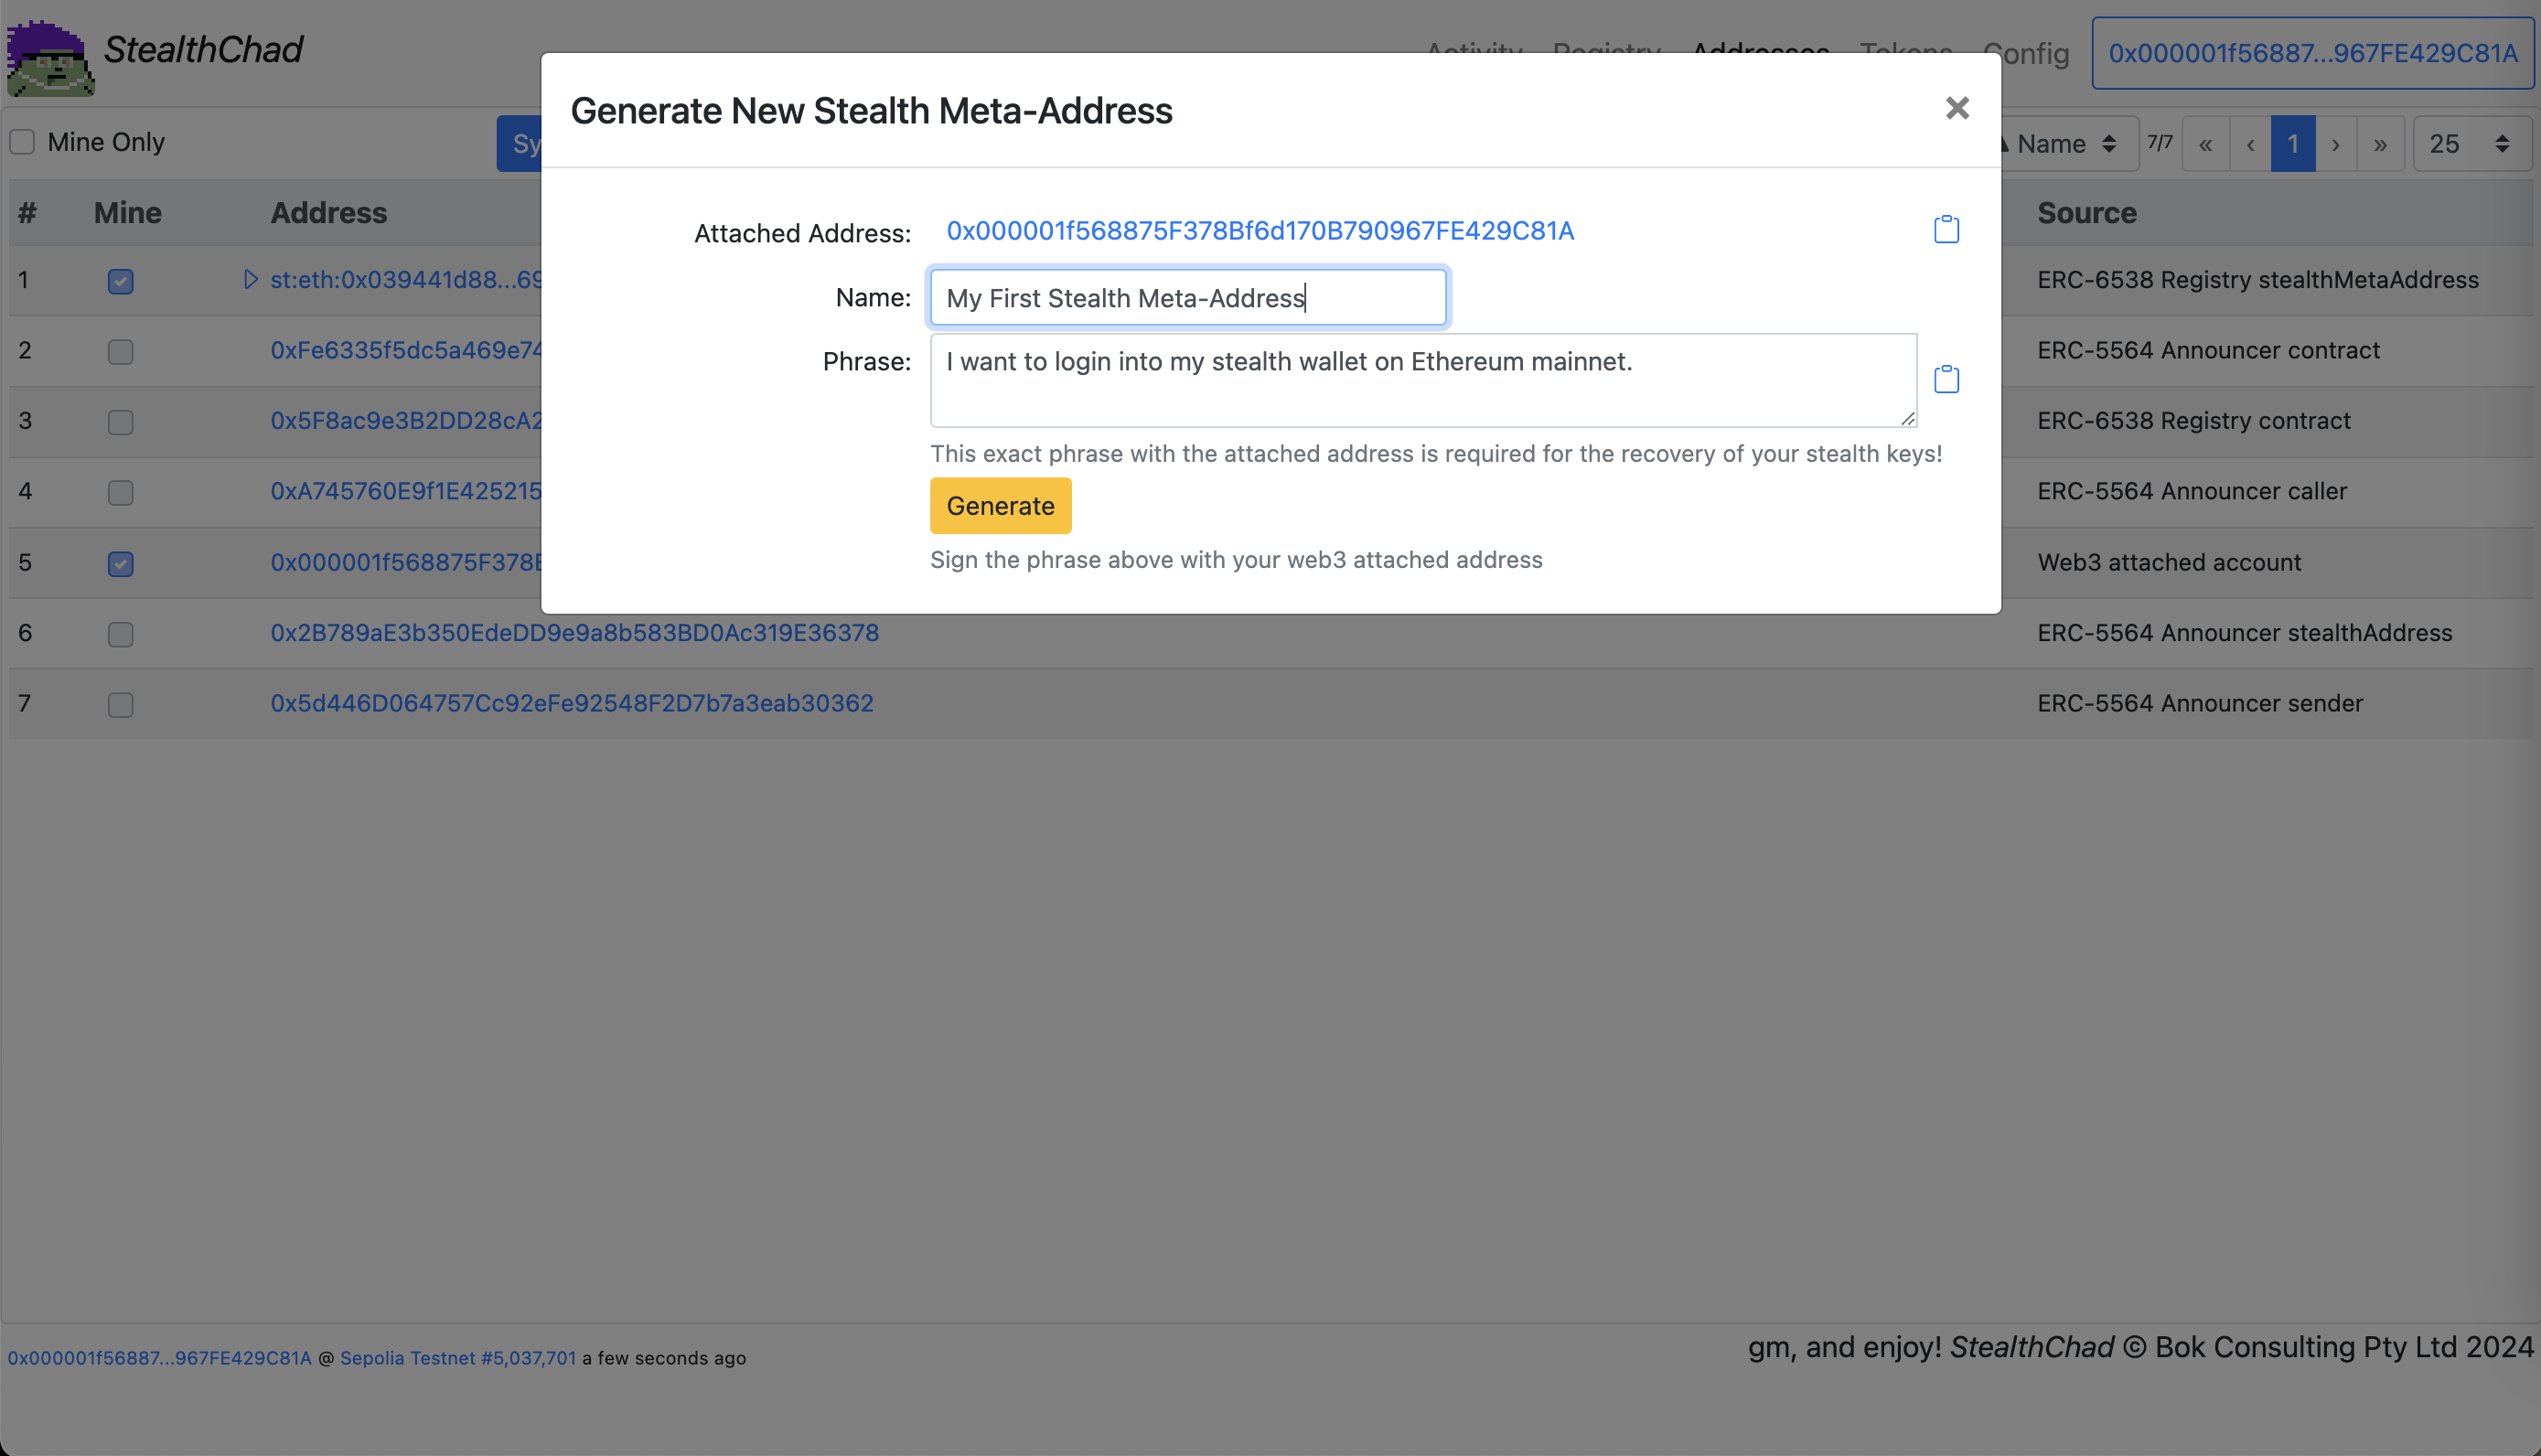 StealthChad
Activity Registry Addresses Tokens Config 0x000001f56887...967FE429C81A
Generate New Stealth Meta-Address
×
Mine Only
Name 7/7 « ‹ 1 › » 25
# Mine Address Source
Attached Address: 0x000001f568875F378Bf6d170B790967FE429C81A
Name: My First Stealth Meta-Address
Phrase: I want to login into my stealth wallet on Ethereum mainnet.
This exact phrase with the attached address is required for the recovery of your stealth keys!
Generate
Sign the phrase above with your web3 attached address
1 st:eth:0x039441d88...69 ERC-6538 Registry stealthMetaAddress
2 0xFe6335f5dc5a469e74 ERC-5564 Announcer contract
3 0x5F8ac9e3B2DD28cA2 ERC-6538 Registry contract
4 0xA745760E9f1E425215 ERC-5564 Announcer caller
5 0x000001f568875F378B Web3 attached account
6 0x2B789aE3b350EdeDD9e9a8b583BD0Ac319E36378 ERC-5564 Announcer stealthAddress
7 0x5d446D064757Cc92eFe92548F2D7b7a3eab30362 ERC-5564 Announcer sender
0x000001f56887...967FE429C81A @ Sepolia Testnet #5,037,701 a few seconds ago
gm, and enjoy! StealthChad © Bok Consulting Pty Ltd 2024